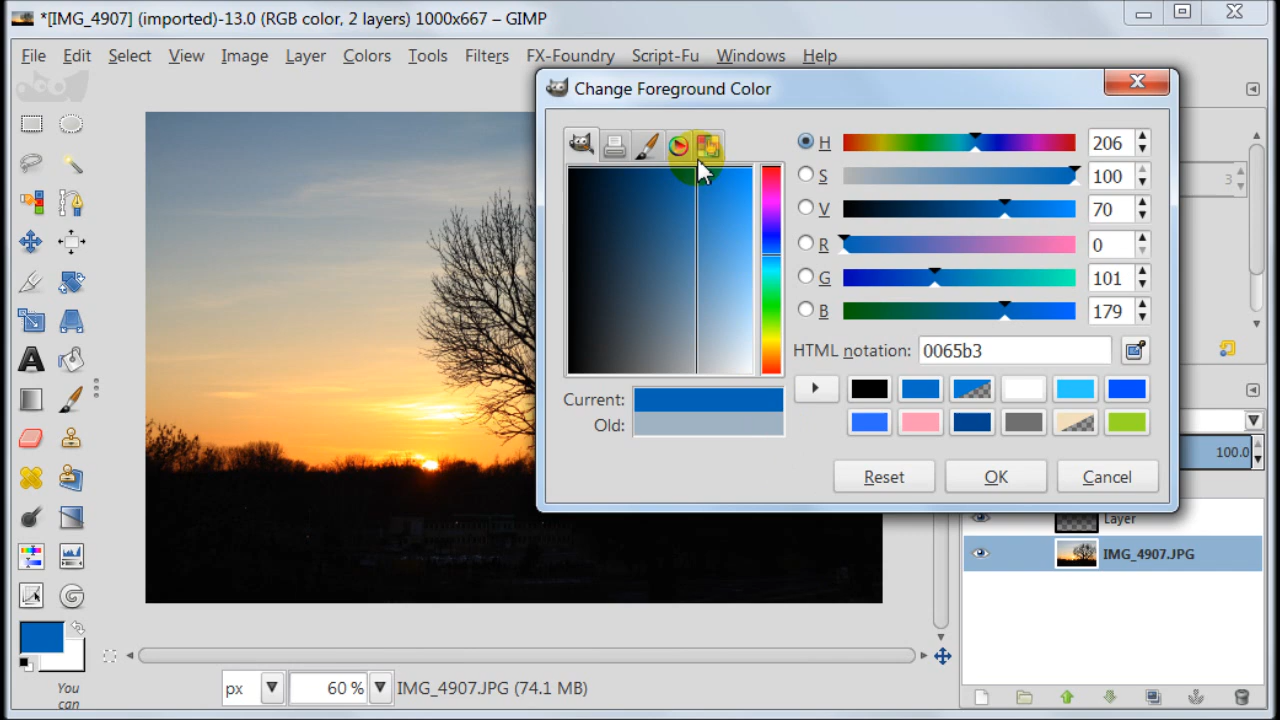 *[IMG_4907] (imported)-13.0 (RGB color, 2 layers) 1000x667 – GIMP
File Edit Select View Image Layer Colors Tools Filters FX-Foundry Script-Fu Windows Help
Change Foreground Color
H 206
S 100
V 70
R 0
G 101
B 179
HTML notation: 0065b3
Current:
Old:
Reset OK Cancel
3
100.0
Layer
IMG_4907.JPG
You
can
px 60 % IMG_4907.JPG (74.1 MB)